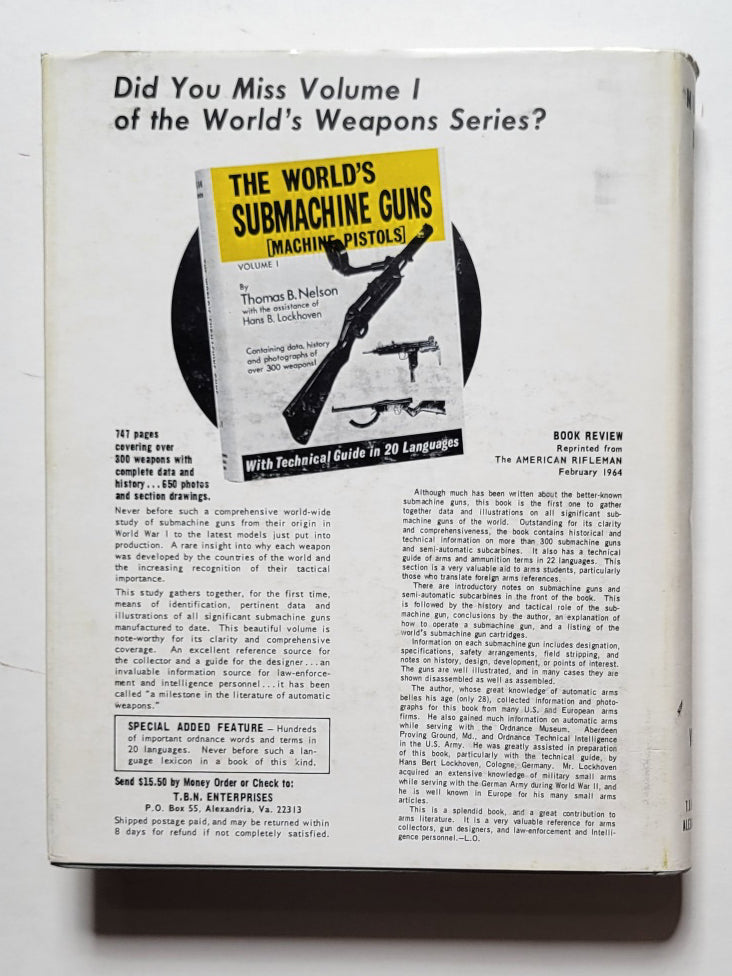 Did You Miss Volume I
of the World's Weapons Series?
THE WORLD'S
SUBMACHINE GUNS
[MACHINE PISTOLS]
VOLUME I
By
Thomas B. Nelson
with the assistance of
Hans B. Lockhoven
Containing data, history
and photographs of
over 300 weapons!
With Technical Guide in 20 Languages
747 pages
covering over
300 weapons with
complete data and
history...650 photos
and section drawings.
Never before such a comprehensive world-wide
study of submachine guns from their origin in
World War I to the latest models just put into
production. A rare insight into why each weapon
was developed by the countries of the world and
the increasing recognition of their tactical
importance.
This study gathers together, for the first time,
means of identification, pertinent data and
illustrations of all significant submachine guns
manufactured to date. This beautiful volume is
note-worthy for its clarity and comprehensive
coverage. An excellent reference source for
the collector and a guide for the designer...an
invaluable information source for law-enforce-
ment and intelligence personnel...it has been
called "a milestone in the literature of automatic
weapons."
SPECIAL ADDED FEATURE – Hundreds
of important ordnance words and terms in
20 languages. Never before such a lan-
guage lexicon in a book of this kind.
Send $15.50 by Money Order or Check to:
T.B.N. ENTERPRISES
P.O. Box 55, Alexandria, Va. 22313
Shipped postage paid, and may be returned within
8 days for refund if not completely satisfied.
BOOK REVIEW
Reprinted from
The AMERICAN RIFLEMAN
February 1964
Although much has been written about the better-known
submachine guns, this book is the first one to gather
together data and illustrations on all significant sub-
machine guns of the world. Outstanding for its clarity
and comprehensiveness, the book contains historical and
technical information on more than 300 submachine guns
and semi-automatic subcarbines. It also has a technical
guide of arms and ammunition terms in 22 languages. This
section is a very valuable aid to arms students, particularly
those who translate foreign arms references.
There are introductory notes on submachine guns and
semi-automatic subcarbines in the front of the book. This
is followed by the history and tactical role of the sub-
machine gun, conclusions by the author, an explanation of
how to operate a submachine gun, and a listing of the
world's submachine gun cartridges.
Information on each submachine gun includes designation,
specifications, safety arrangements, field stripping, and
notes on history, design, development, or points of interest.
The guns are well illustrated, and in many cases they are
shown disassembled as well as assembled.
The author, whose great knowledge of automatic arms
belies his age (only 28), collected information and photo-
graphs for this book from many U.S. and European arms
firms. He also gained much information on automatic arms
while serving with the Ordnance Museum, Aberdeen
Proving Ground, Md., and Ordnance Technical Intelligence
in the U.S. Army. He was greatly assisted in preparation
of this book, particularly with the technical guide, by
Hans Bert Lockhoven, Cologne, Germany. Mr. Lockhoven
acquired an extensive knowledge of military small arms
while serving with the German Army during World War II, and
he is well known in Europe for his many small arms
articles.
This is a splendid book, and a great contribution to
arms literature. It is a very valuable reference for arms
collectors, gun designers, and law-enforcement and Intelli-
gence personnel.—L.O.